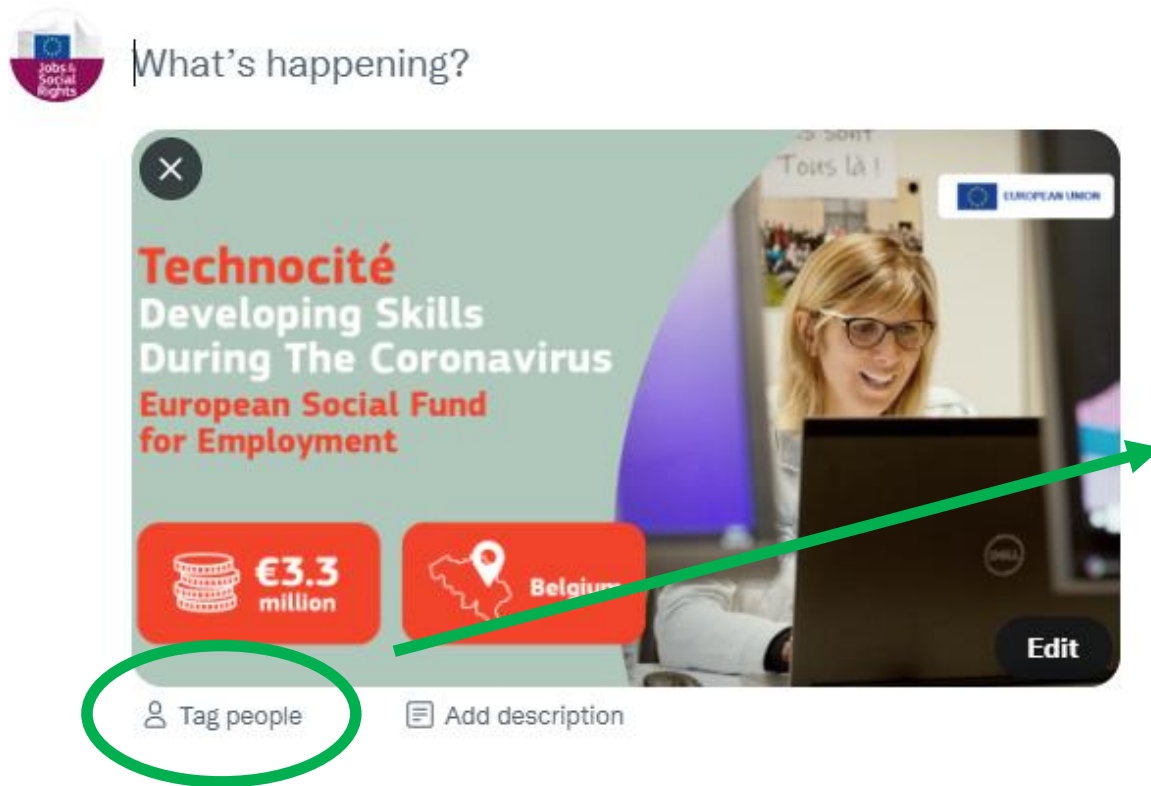 Jobs &
Social
Rights
What's happening?
Tous là !
EUROPEAN UNION
Technocité
Developing Skills
During The Coronavirus
European Social Fund
for Employment
€3.3
million
Belgium
DELL
Edit
Tag people
Add description